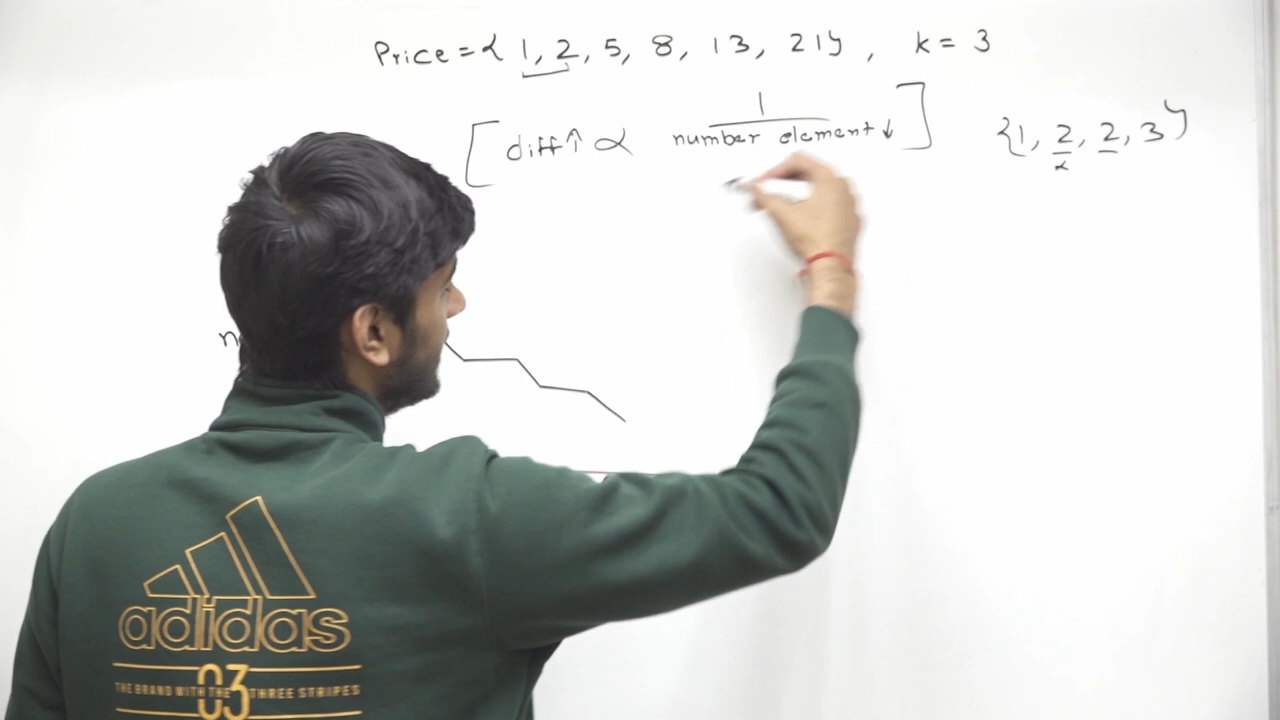 Price = { 1, 2, 5, 8, 13, 21 } , k = 3
[ diff↑ α 1 / number element↓ ]
{1, 2, 2, 3}
α
n
adidas
03
THE BRAND WITH THE THREE STRIPES